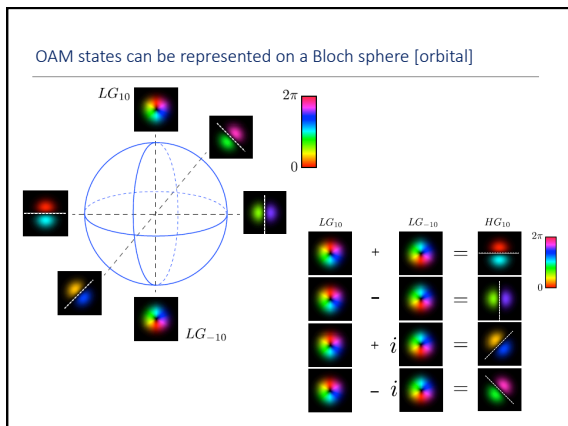 OAM states can be represented on a Bloch sphere [orbital]
LG₁₀
2π
0
LG₋₁₀
LG₁₀ LG₋₁₀ HG₁₀
+ =
2π
0
- =
+ i =
- i =